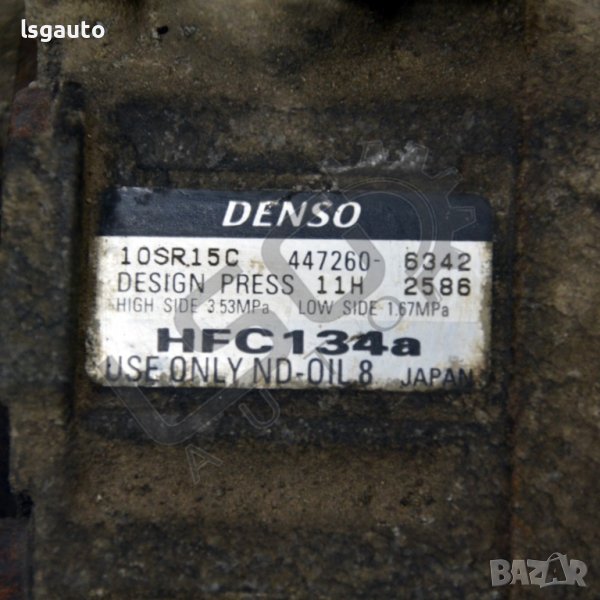 lsgauto
DENSO
10SR15C 447260-6342
DESIGN PRESS 11H 2586
HIGH SIDE 3.53MPa LOW SIDE 1.67MPa
HFC134a
USE ONLY ND-OIL 8 JAPAN
BAZAR